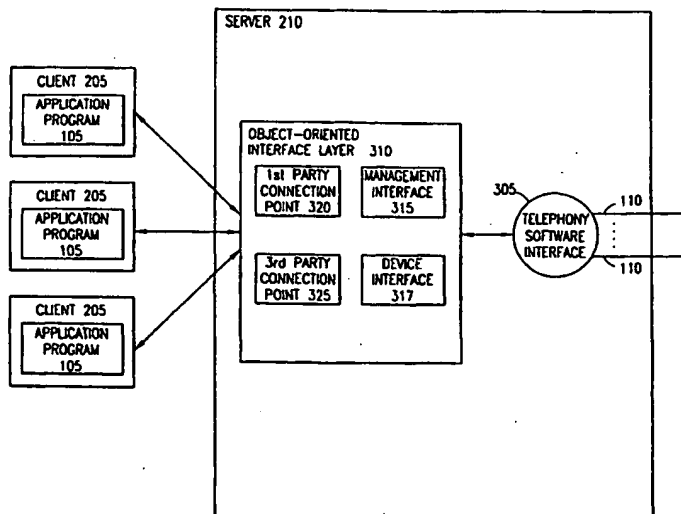 SERVER 210
CLIENT 205
APPLICATION
PROGRAM
105
CLIENT 205
APPLICATION
PROGRAM
105
CLIENT 205
APPLICATION
PROGRAM
105
OBJECT-ORIENTED
INTERFACE LAYER 310
1st PARTY
CONNECTION
POINT 320
MANAGEMENT
INTERFACE
315
3rd PARTY
CONNECTION
POINT 325
DEVICE
INTERFACE
317
305
TELEPHONY
SOFTWARE
INTERFACE
110
110